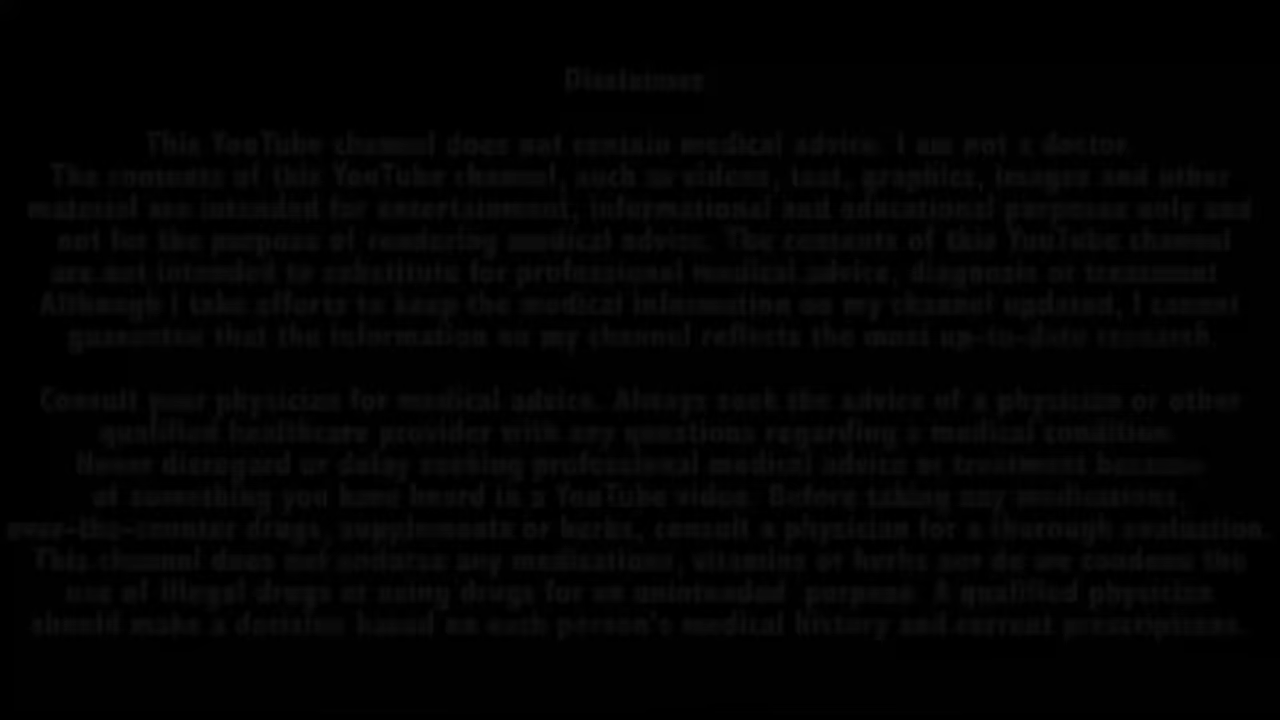 Disclaimer
This YouTube channel does not contain medical advice. I am not a doctor.
The contents of this YouTube channel, such as videos, text, graphics, images and other
material are intended for entertainment, informational and educational purposes only and
not for the purpose of rendering medical advice. The contents of this YouTube channel
are not intended to substitute for professional medical advice, diagnosis or treatment
Although I take efforts to keep the medical information on my channel updated, I cannot
guarantee that the information on my channel reflects the most up-to-date research.
Consult your physician for medical advice. Always seek the advice of a physician or other
qualified healthcare provider with any questions regarding a medical condition.
Never disregard or delay seeking professional medical advice or treatment because
of something you have heard in a YouTube video. Before taking any medications,
over-the-counter drugs, supplements or herbs, consult a physician for a thorough evaluation.
This channel does not endorse any medications, vitamins or herbs nor do we condone the
use of illegal drugs or using drugs for an unintended purpose. A qualified physician
should make a decision based on each person's medical history and current prescriptions.